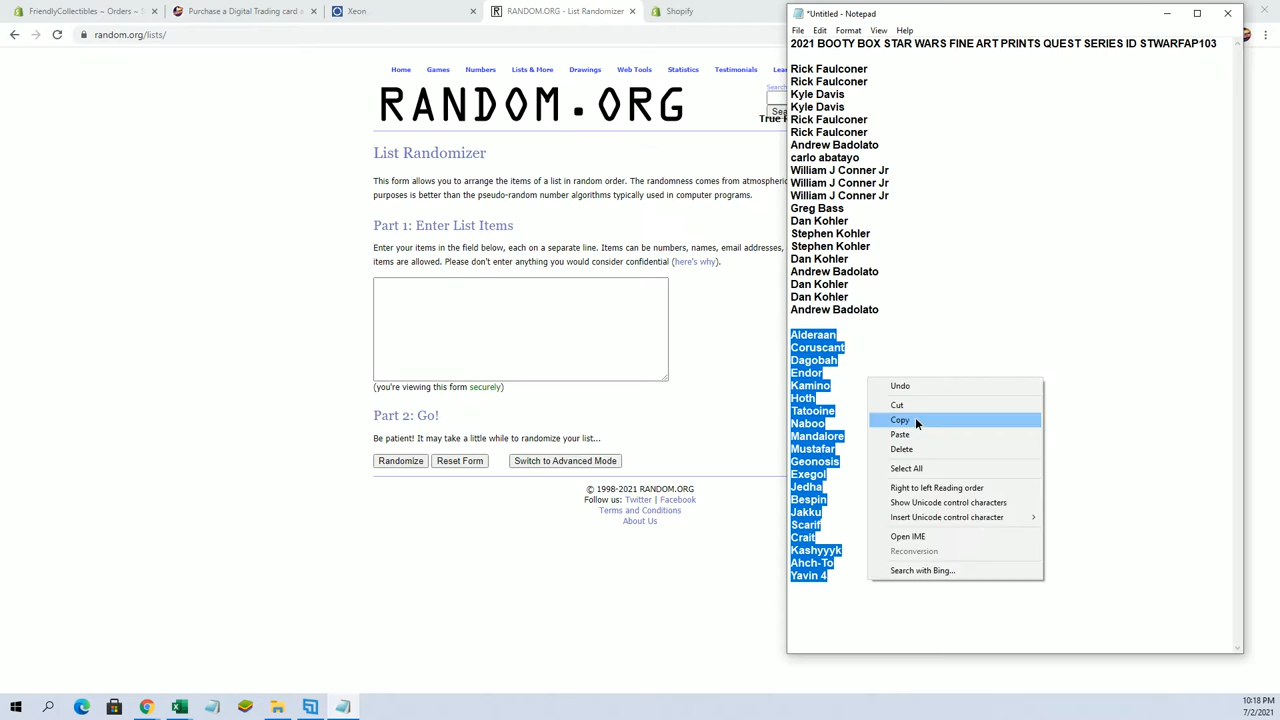 FriendlyCollectibles ~ Orders ~ S
Purchase a Digital Trading card a
Xeon
RANDOM.ORG - List Randomizer
Shopify
random.org/lists/
Home
Games
Numbers
Lists & More
Drawings
Web Tools
Statistics
Testimonials
Lea
Search
RANDOM.ORG
Sea
True R
List Randomizer
This form allows you to arrange the items of a list in random order. The randomness comes from atmospheric
purposes is better than the pseudo-random number algorithms typically used in computer programs.
Part 1: Enter List Items
Enter your items in the field below, each on a separate line. Items can be numbers, names, email addresses,
items are allowed. Please don't enter anything you would consider confidential (here's why).
(you're viewing this form securely)
Part 2: Go!
Be patient! It may take a little while to randomize your list...
Randomize
Reset Form
Switch to Advanced Mode
© 1998-2021 RANDOM.ORG
Follow us: Twitter | Facebook
Terms and Conditions
About Us
*Untitled - Notepad
File
Edit
Format
View
Help
2021 BOOTY BOX STAR WARS FINE ART PRINTS QUEST SERIES ID STWARFAP103
Rick Faulconer
Rick Faulconer
Kyle Davis
Kyle Davis
Rick Faulconer
Rick Faulconer
Andrew Badolato
carlo abatayo
William J Conner Jr
William J Conner Jr
William J Conner Jr
Greg Bass
Dan Kohler
Stephen Kohler
Stephen Kohler
Dan Kohler
Andrew Badolato
Dan Kohler
Dan Kohler
Andrew Badolato
Alderaan
Coruscant
Dagobah
Endor
Kamino
Hoth
Tatooine
Naboo
Mandalore
Mustafar
Geonosis
Exegol
Jedha
Bespin
Jakku
Scarif
Crait
Kashyyyk
Ahch-To
Yavin 4
Undo
Cut
Copy
Paste
Delete
Select All
Right to left Reading order
Show Unicode control characters
Insert Unicode control character
Open IME
Reconversion
Search with Bing...
10:18 PM
7/2/2021